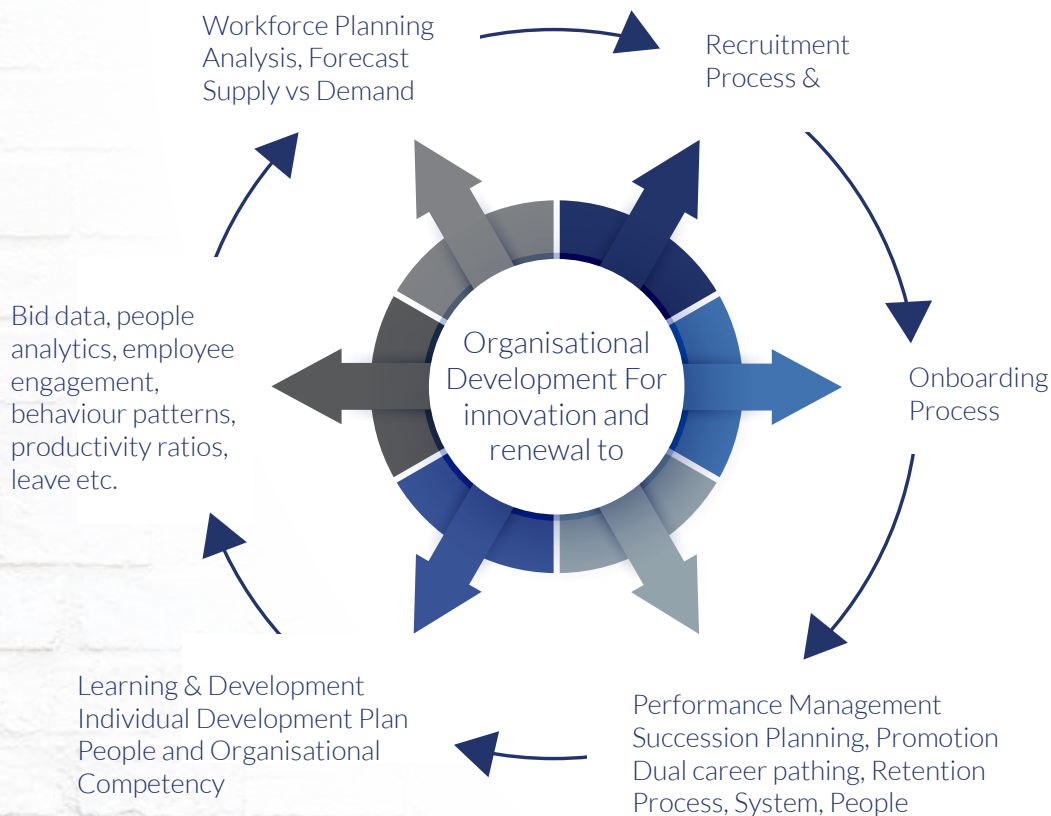 Workforce Planning
Analysis, Forecast
Supply vs Demand
Recruitment
Process &
Onboarding
Process
Performance Management
Succession Planning, Promotion
Dual career pathing, Retention
Process, System, People
Learning & Development
Individual Development Plan
People and Organisational
Competency
Bid data, people
analytics, employee
engagement,
behaviour patterns,
productivity ratios,
leave etc.
Organisational
Development For
innovation and
renewal to